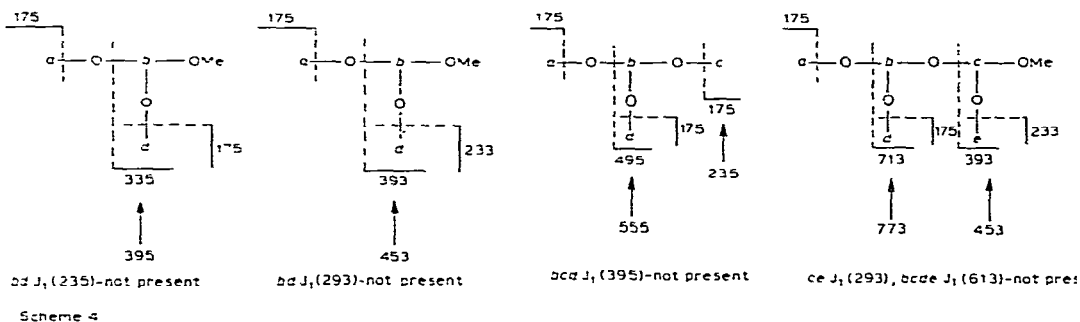 175 175 175 175
a O b OMe a O b OMe a O b O c a O b O c OMe
O O O O O
175 233 175 175 175 233
335 393 495 235 713 393
395 453 555 773 453
bd J₁ (235)-not present bd J₁ (293)-not present J₁ (395)-not present ce J₁ (293), bcde J₁ (613)-not pres
Scheme 4